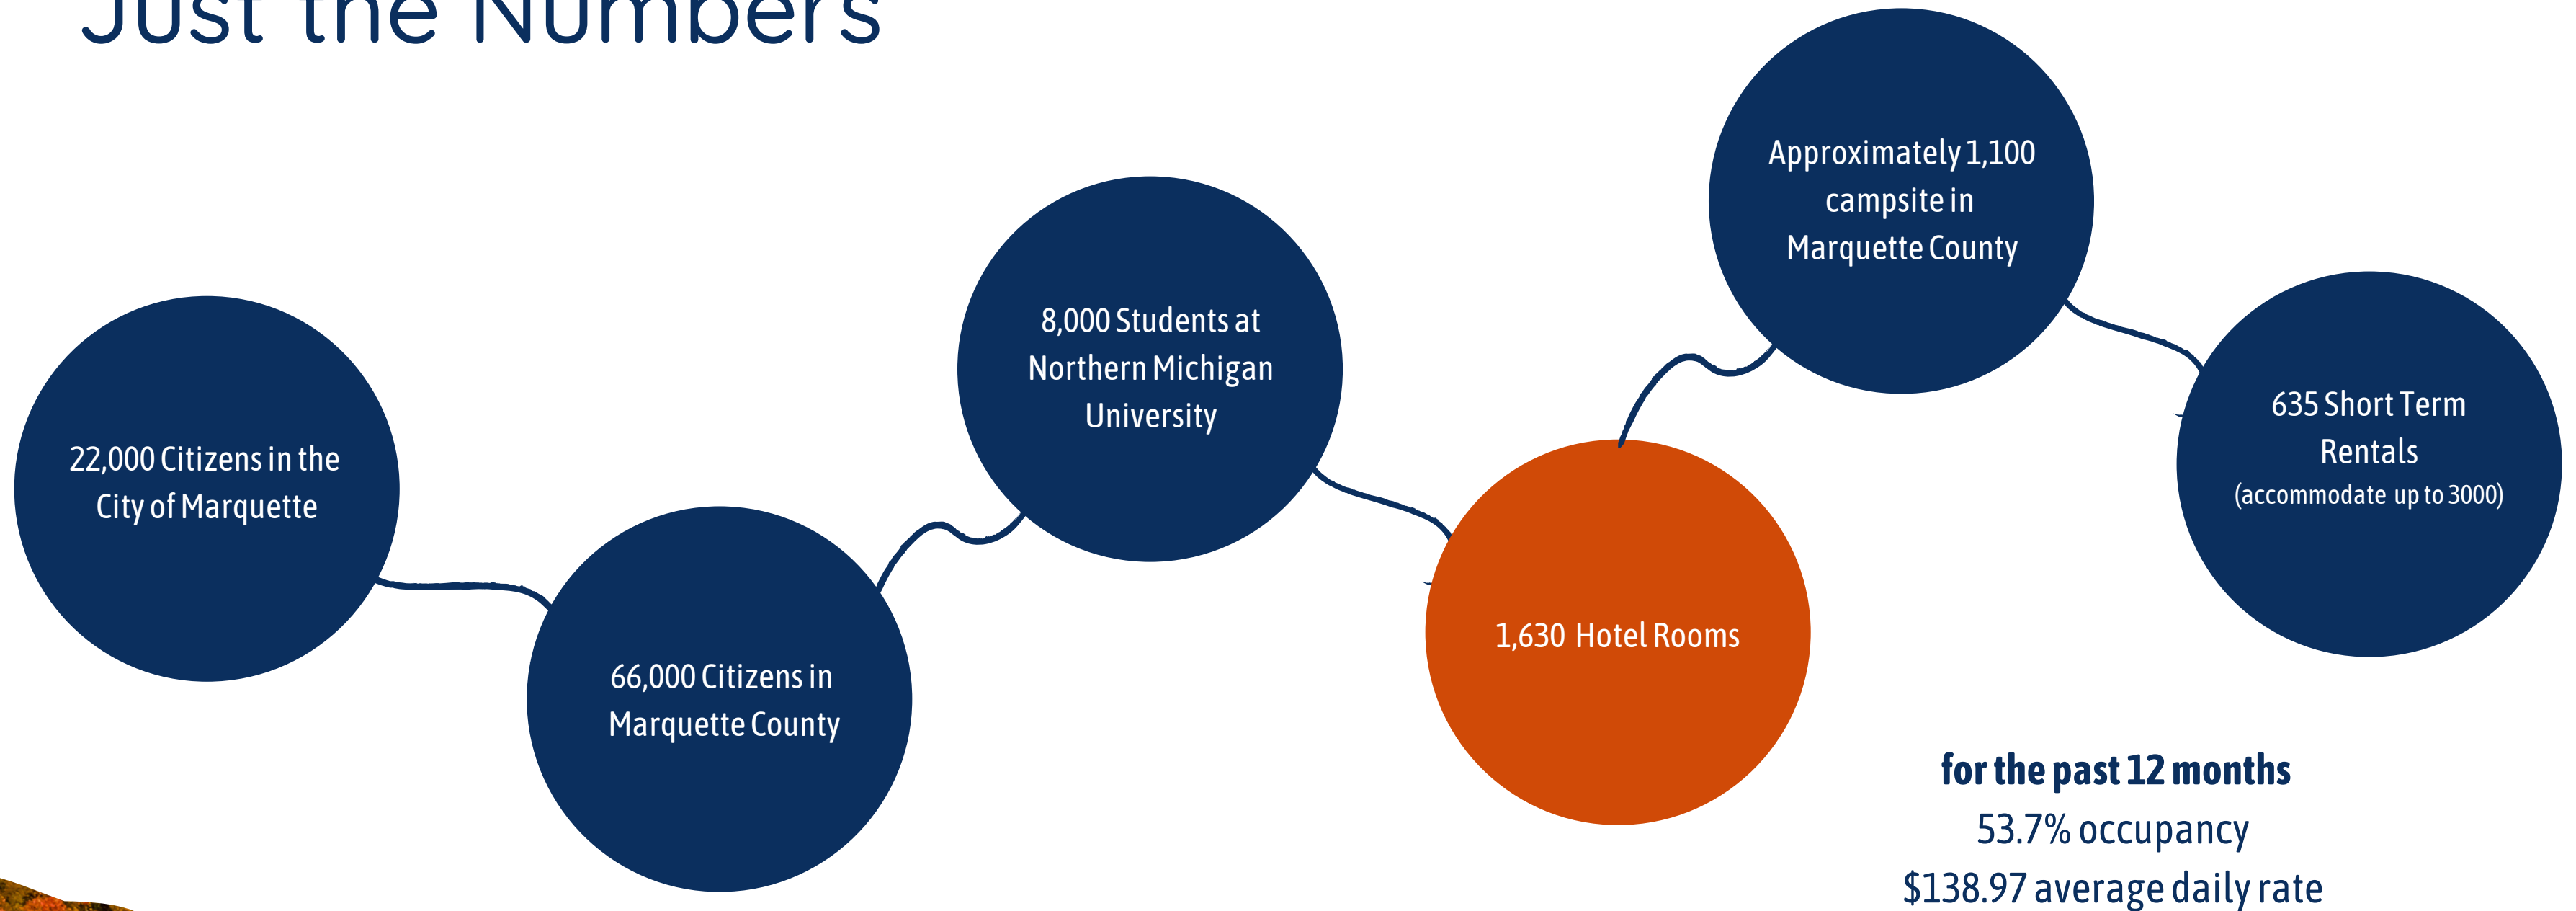 Just the Numbers
22,000 Citizens in the
City of Marquette
66,000 Citizens in
Marquette County
8,000 Students at
Northern Michigan
University
1,630 Hotel Rooms
Approximately 1,100
campsite in
Marquette County
635 Short Term
Rentals
(accommodate up to 3000)
for the past 12 months
53.7% occupancy
$138.97 average daily rate